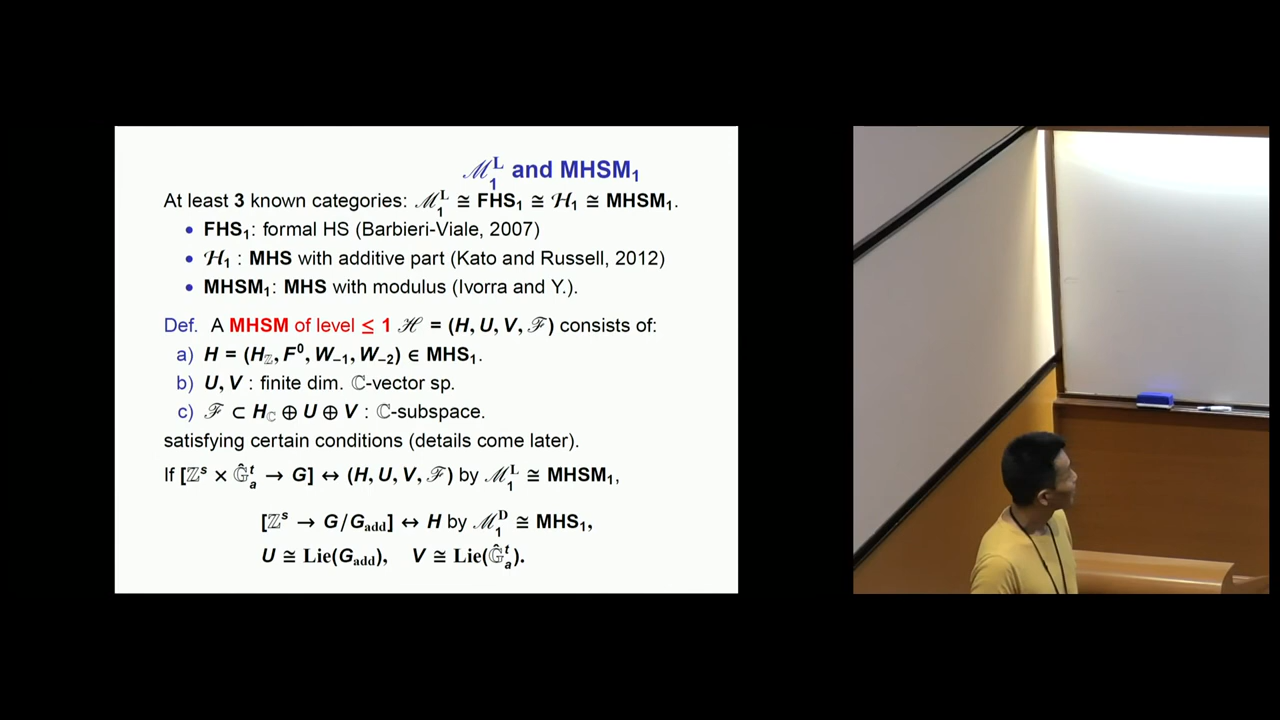 ℳ₁ᴸ and MHSM₁
At least 3 known categories: ℳ₁ᴸ ≅ FHS₁ ≅ ℋ₁ ≅ MHSM₁.
• FHS₁: formal HS (Barbieri-Viale, 2007)
• ℋ₁ : MHS with additive part (Kato and Russell, 2012)
• MHSM₁: MHS with modulus (Ivorra and Y.).
Def. A MHSM of level ≤ 1 ℋ = (H, U, V, ℱ) consists of:
a) H = (H_ℤ, F⁰, W₋₁, W₋₂) ∈ MHS₁.
b) U, V : finite dim. ℂ-vector sp.
c) ℱ ⊂ H_ℂ ⊕ U ⊕ V : ℂ-subspace.
satisfying certain conditions (details come later).
If [ℤˢ × 𝔾̂ₐᵗ → G] ↔ (H, U, V, ℱ) by ℳ₁ᴸ ≅ MHSM₁,
[ℤˢ → G/G_add] ↔ H by ℳ₁ᴰ ≅ MHS₁,
U ≅ Lie(G_add), V ≅ Lie(𝔾̂ₐᵗ).